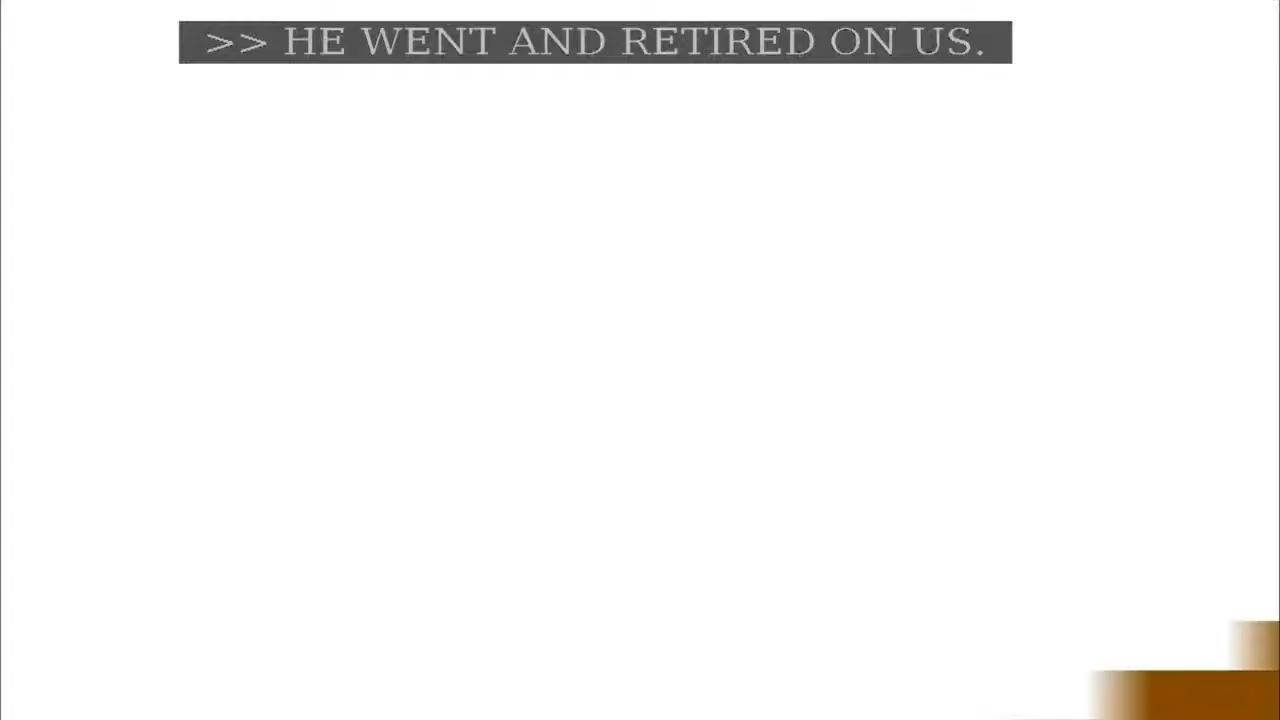 >> HE WENT AND RETIRED ON US.